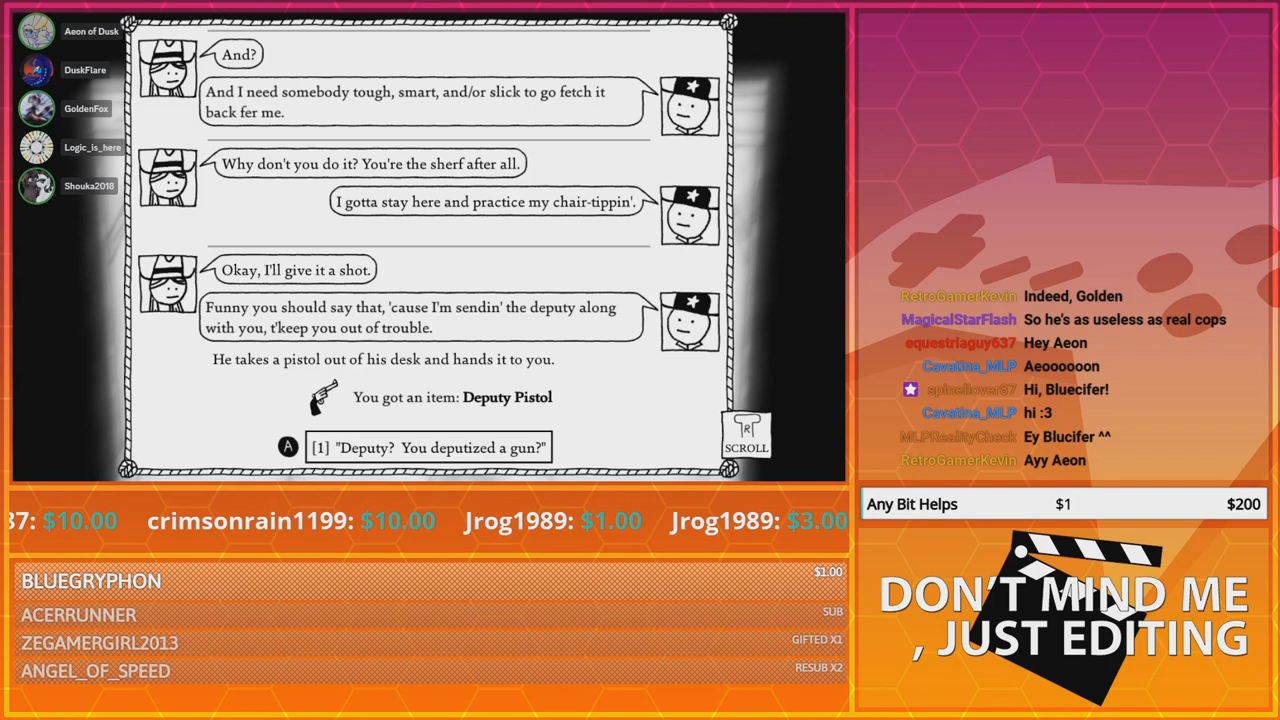 Aeon of Dusk
DuskFlare
GoldenFox
Logic_is_here
Shouka2018
And?
And I need somebody tough, smart, and/or slick to go fetch it
back fer me.
Why don't you do it? You're the sherf after all.
I gotta stay here and practice my chair-tippin'.
Okay, I'll give it a shot.
Funny you should say that, 'cause I'm sendin' the deputy along
with you, t'keep you out of trouble.
He takes a pistol out of his desk and hands it to you.
You got an item: Deputy Pistol
A [1] "Deputy? You deputized a gun?"
R
SCROLL
RetroGamerKevin Indeed, Golden
MagicalStarFlash So he's as useless as real cops
equestriaguy637 Hey Aeon
Cavatina_MLP Aeoooooon
spinellover87 Hi, Bluecifer!
Cavatina_MLP hi :3
MLPRealityCheck Ey Blucifer ^^
RetroGamerKevin Ayy Aeon
Any Bit Helps $1 $200
87: $10.00 crimsonrain1199: $10.00 Jrog1989: $1.00 Jrog1989: $3.00
BLUEGRYPHON $1.00
ACERRUNNER SUB
ZEGAMERGIRL2013 GIFTED X1
ANGEL_OF_SPEED RESUB X2
DON'T MIND ME
, JUST EDITING